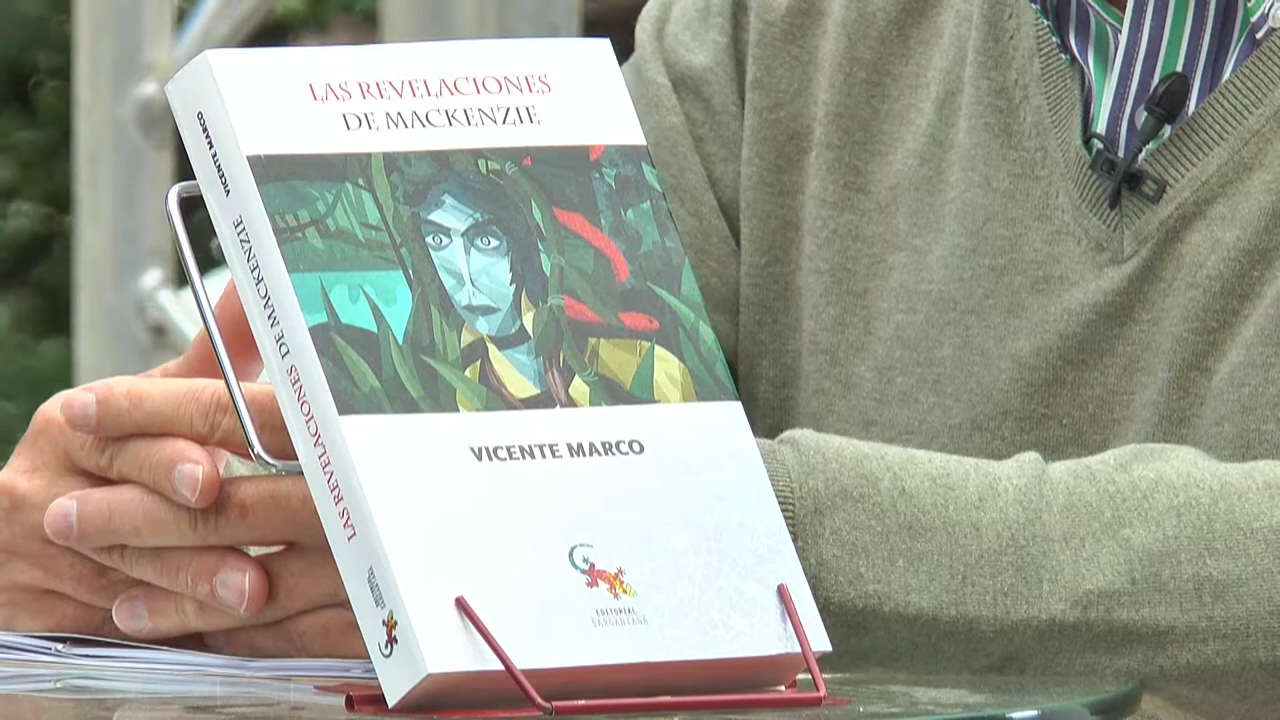 LAS REVELACIONES
DE MACKENZIE
VICENTE MARCO
EDITORIAL
SARGANTANA
VICENTE MARCO
LAS REVELACIONES DE MACKENZIE